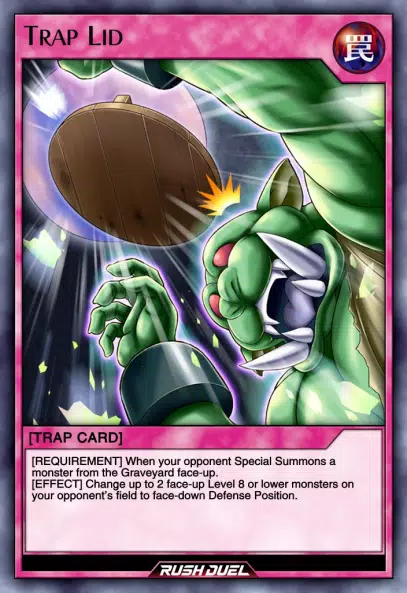 Trap Lid
罠
[TRAP CARD]
[REQUIREMENT] When your opponent Special Summons a
monster from the Graveyard face-up.
[EFFECT] Change up to 2 face-up Level 8 or lower monsters on
your opponent's field to face-down Defense Position.
RUSH DUEL